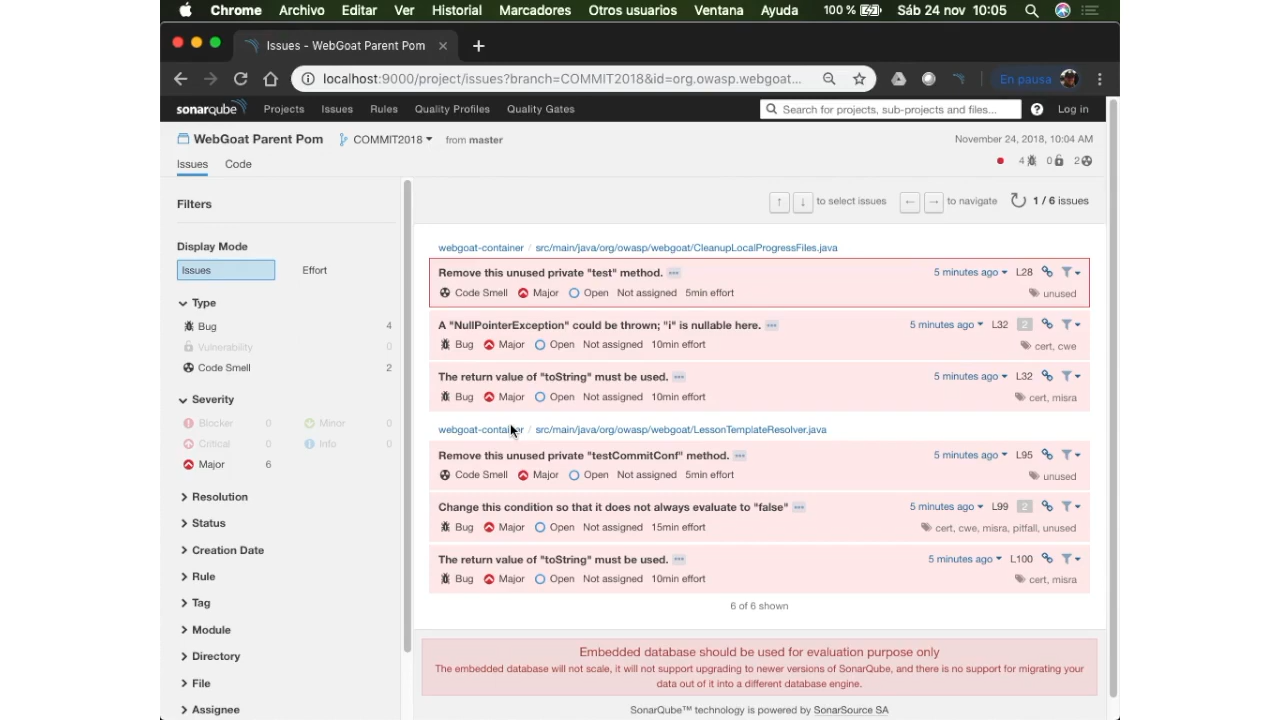 Chrome Archivo Editar Ver Historial Marcadores Otros usuarios Ventana Ayuda 100 % Sáb 24 nov 10:05
Issues - WebGoat Parent Pom
localhost:9000/project/issues?branch=COMMIT2018&id=org.owasp.webgoat... En pausa
sonarqube Projects Issues Rules Quality Profiles Quality Gates Search for projects, sub-projects and files... Log in
WebGoat Parent Pom COMMIT2018 from master November 24, 2018, 10:04 AM
Issues Code 4 0 2
Filters ↑ ↓ to select issues ← → to navigate 1 / 6 issues
Display Mode
Issues Effort
Type
Bug 4
Vulnerability 0
Code Smell 2
Severity
Blocker 0 Minor 0
Critical 0 Info 0
Major 6
Resolution
Status
Creation Date
Rule
Tag
Module
Directory
File
Assignee
webgoat-container / src/main/java/org/owasp/webgoat/CleanupLocalProgressFiles.java
Remove this unused private "test" method. ... 5 minutes ago L28
Code Smell Major Open Not assigned 5min effort unused
A "NullPointerException" could be thrown; "i" is nullable here. ... 5 minutes ago L32 2
Bug Major Open Not assigned 10min effort cert, cwe
The return value of "toString" must be used. ... 5 minutes ago L32
Bug Major Open Not assigned 10min effort cert, misra
webgoat-container / src/main/java/org/owasp/webgoat/LessonTemplateResolver.java
Remove this unused private "testCommitConf" method. ... 5 minutes ago L95
Code Smell Major Open Not assigned 5min effort unused
Change this condition so that it does not always evaluate to "false" ... 5 minutes ago L99 2
Bug Major Open Not assigned 15min effort cert, cwe, misra, pitfall, unused
The return value of "toString" must be used. ... 5 minutes ago L100
Bug Major Open Not assigned 10min effort cert, misra
6 of 6 shown
Embedded database should be used for evaluation purpose only
The embedded database will not scale, it will not support upgrading to newer versions of SonarQube, and there is no support for migrating your
data out of it into a different database engine.
SonarQube™ technology is powered by SonarSource SA